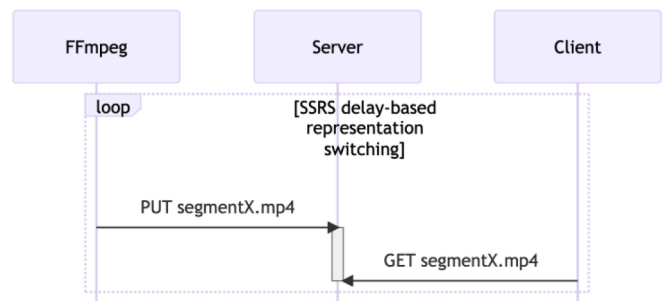 FFmpeg
Server
Client
loop
[SSRS delay-based
representation
switching]
PUT segmentX.mp4
GET segmentX.mp4